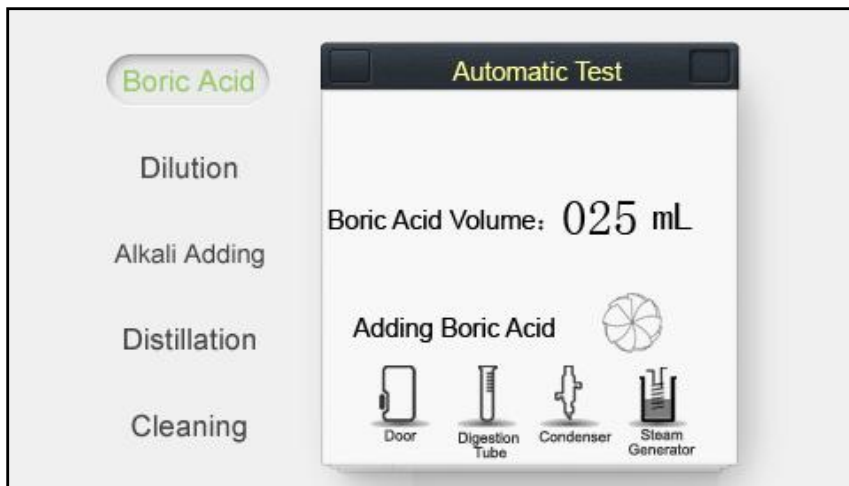 Boric Acid
Dilution
Alkali Adding
Distillation
Cleaning
Automatic Test
Boric Acid Volume: 025 mL
Adding Boric Acid
Door
Digestion
Tube
Condenser
Steam
Generator